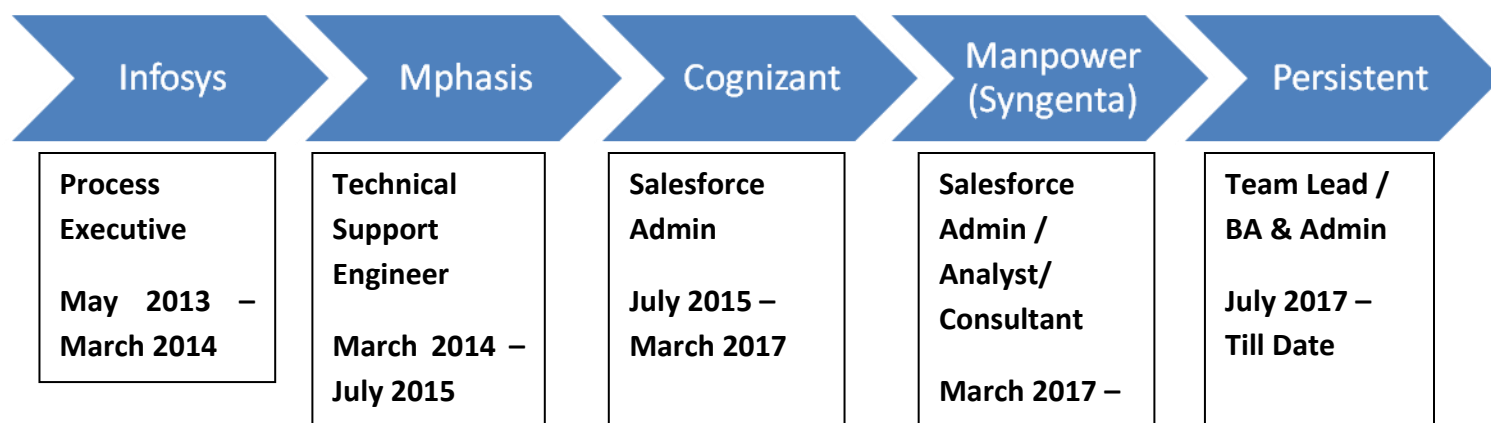 Infosys
Mphasis
Cognizant
Manpower
(Syngenta)
Persistent
Process
Executive
May 2013 –
March 2014
Technical
Support
Engineer
March 2014 –
July 2015
Salesforce
Admin
July 2015 –
March 2017
Salesforce
Admin /
Analyst/
Consultant
March 2017 –
Team Lead /
BA & Admin
July 2017 –
Till Date